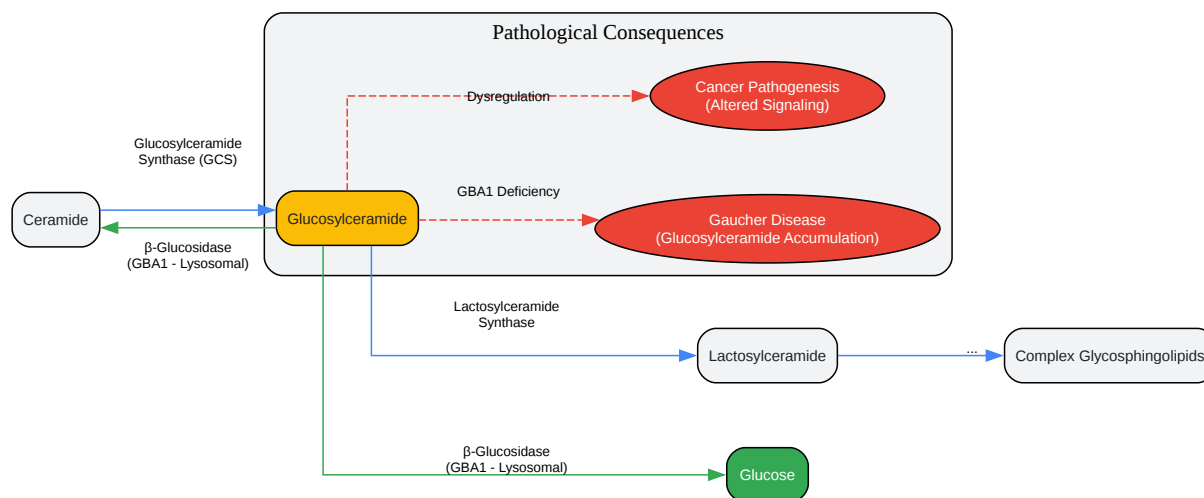 Pathological Consequences
Dysregulation
Cancer Pathogenesis
(Altered Signaling)
Glucosylceramide
Synthase (GCS)
GBA1 Deficiency
Ceramide
Glucosylceramide
Gaucher Disease
(Glucosylceramide Accumulation)
β-Glucosidase
(GBA1 - Lysosomal)
Lactosylceramide
Synthase
Lactosylceramide
...
Complex Glycosphingolipids
β-Glucosidase
(GBA1 - Lysosomal)
Glucose